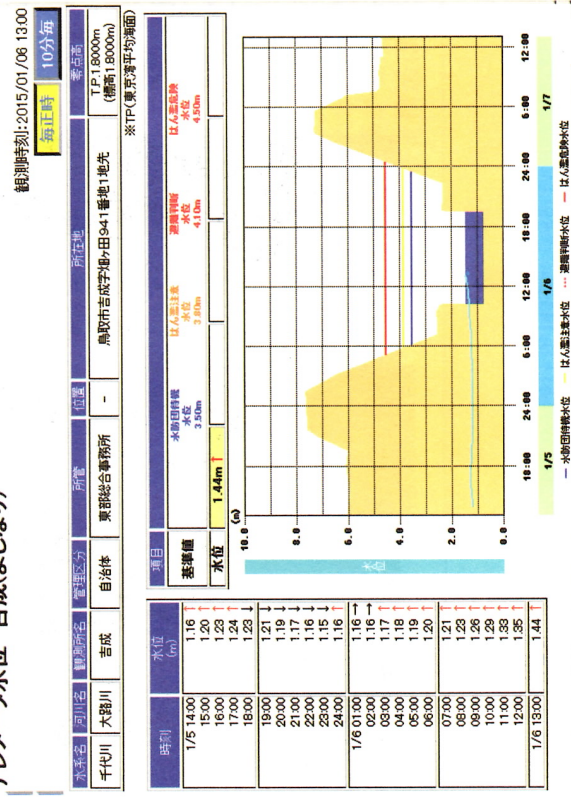 観測時刻:2015/01/06 13:00
毎正時 10分毎
水系名 河川名 観測所名 管理区分 所管 位置 所在地 零点高
千代川 大路川 吉成 自治体 東部総合事務所 - 鳥取市吉成字畑ヶ田941番地1地先 T.P.1.8000m
(標高1.8000m)
※TP(東京湾平均海面)
時刻 水位
(m)
1/5 14:00 1.16 ↑
15:00 1.20 ↑
16:00 1.23 ↑
17:00 1.24 ↑
18:00 1.23 ↓
19:00 1.21 ↓
20:00 1.19 ↓
21:00 1.17 ↓
22:00 1.16 ↓
23:00 1.15 ↓
24:00 1.16 ↑
1/6 01:00 1.16 →
02:00 1.16 →
03:00 1.17 ↑
04:00 1.18 ↑
05:00 1.19 ↑
06:00 1.20 ↑
07:00 1.21 ↑
08:00 1.23 ↑
09:00 1.26 ↑
10:00 1.29 ↑
11:00 1.33 ↑
12:00 1.35 ↑
1/6 13:00 1.44 ↑
項目
基準値
水防団待機
水位
3.50m
はん濫注意
水位
3.80m
避難判断
水位
4.10m
はん濫危険
水位
4.50m
水位 1.44m ↑
(m)
10.0
8.0
6.0
4.0
2.0
0.0
水位
18:00 24:00 6:00 12:00 18:00 24:00 6:00 12:00
1/5 1/6 1/7
水防団待機水位 はん濫注意水位 避難判断水位 はん濫危険水位